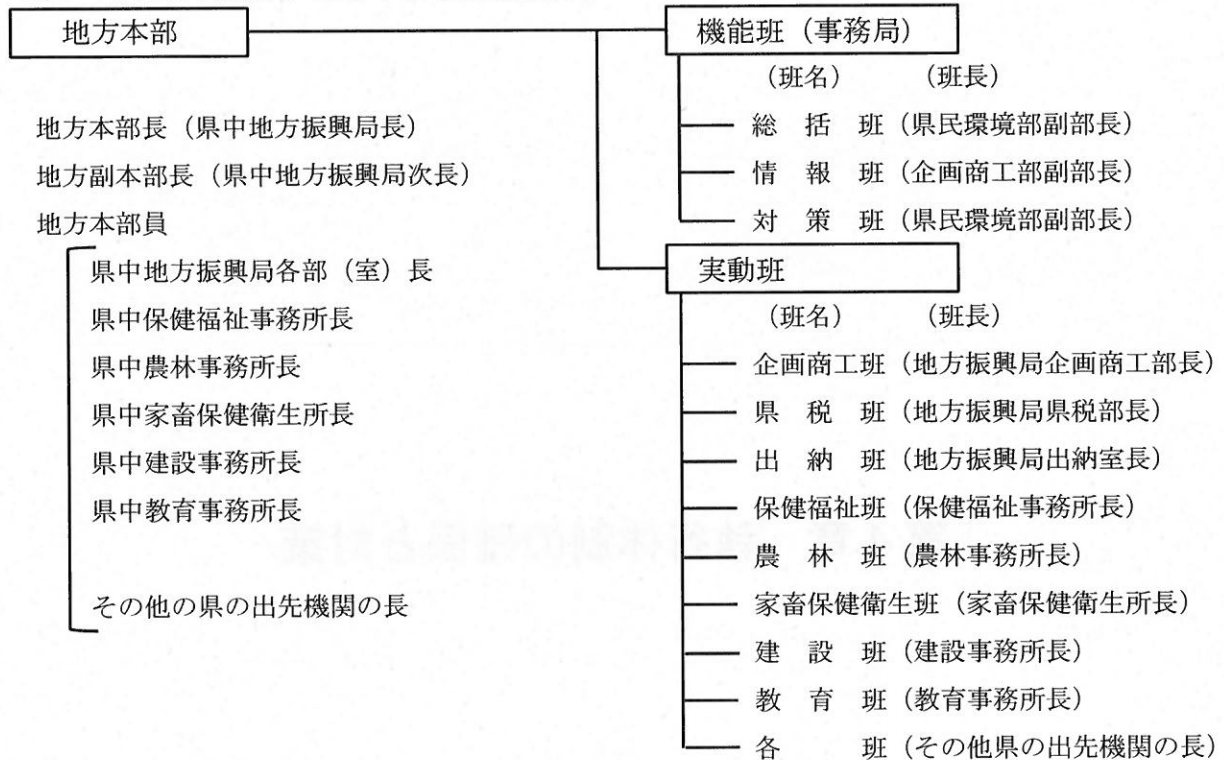 地方本部
地方本部長（県中地方振興局長）
地方副本部長（県中地方振興局次長）
地方本部員
県中地方振興局各部（室）長
県中保健福祉事務所長
県中農林事務所長
県中家畜保健衛生所長
県中建設事務所長
県中教育事務所長
その他の県の出先機関の長
機能班（事務局）
（班名） （班長）
総括班（県民環境部副部長）
情報班（企画商工部副部長）
対策班（県民環境部副部長）
実動班
（班名） （班長）
企画商工班（地方振興局企画商工部長）
県税班（地方振興局県税部長）
出納班（地方振興局出納室長）
保健福祉班（保健福祉事務所長）
農林班（農林事務所長）
家畜保健衛生班（家畜保健衛生所長）
建設班（建設事務所長）
教育班（教育事務所長）
各班（その他県の出先機関の長）